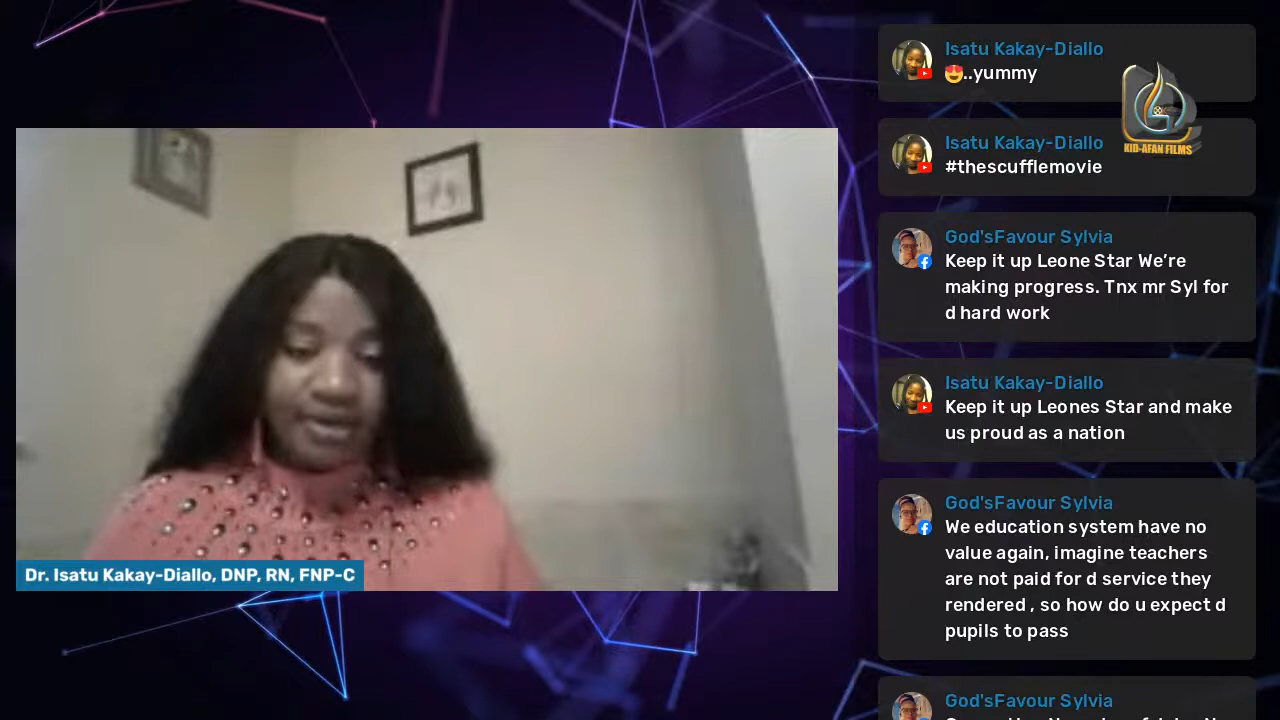 Isatu Kakay-Diallo
😍..yummy
KID-AFAN FILMS
Isatu Kakay-Diallo
#thescufflemovie
God'sFavour Sylvia
Keep it up Leone Star We’re
making progress. Tnx mr Syl for
d hard work
Isatu Kakay-Diallo
Keep it up Leones Star and make
us proud as a nation
God'sFavour Sylvia
We education system have no
value again, imagine teachers
are not paid for d service they
rendered , so how do u expect d
pupils to pass
God'sFavour Sylvia
Dr. Isatu Kakay-Diallo, DNP, RN, FNP-C